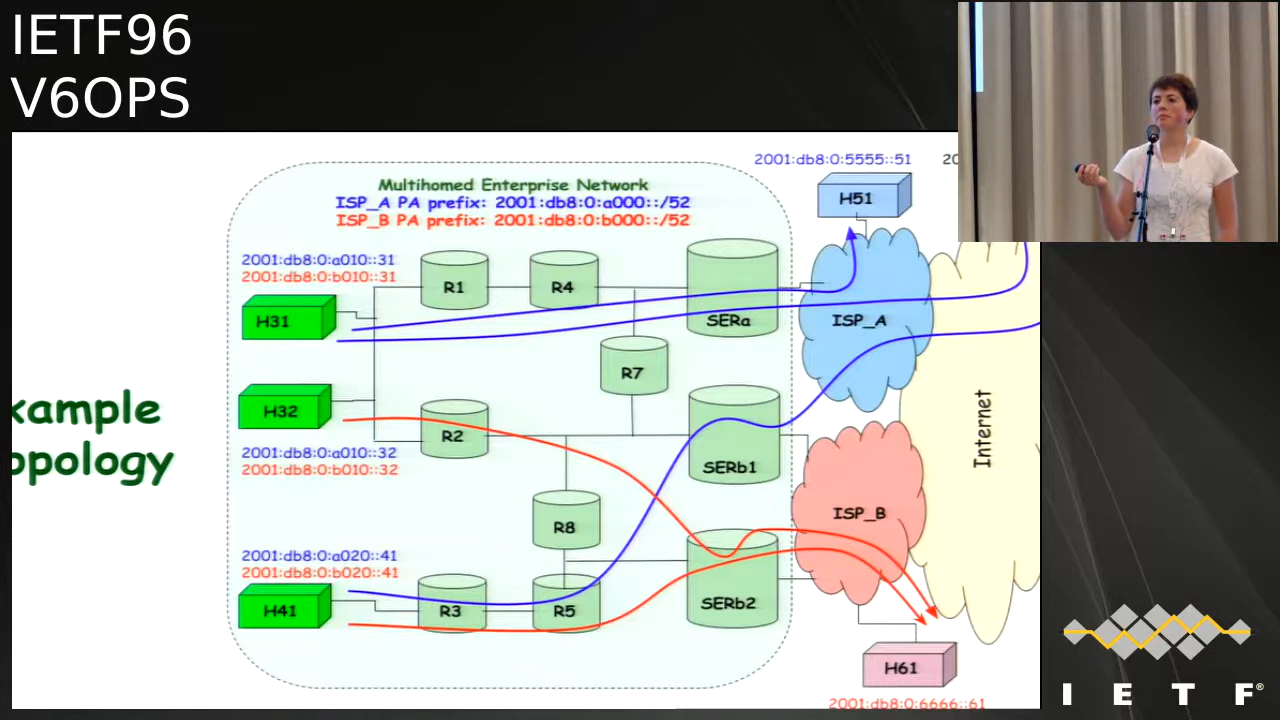 IETF96
V6OPS
2001:db8:0:5555::51
H51
Multihomed Enterprise Network
ISP_A PA prefix: 2001:db8:0:a000::/52
ISP_B PA prefix: 2001:db8:0:b000::/52
2001:db8:0:a010::31
2001:db8:0:b010::31
R1
R4
H31
SERa
ISP_A
R7
Internet
kample
opology
H32
R2
2001:db8:0:a010::32
2001:db8:0:b010::32
SERb1
ISP_B
R8
2001:db8:0:a020::41
2001:db8:0:b020::41
H41
R3
R5
SERb2
H61
2001:db8:0:6666::61
I E T F®